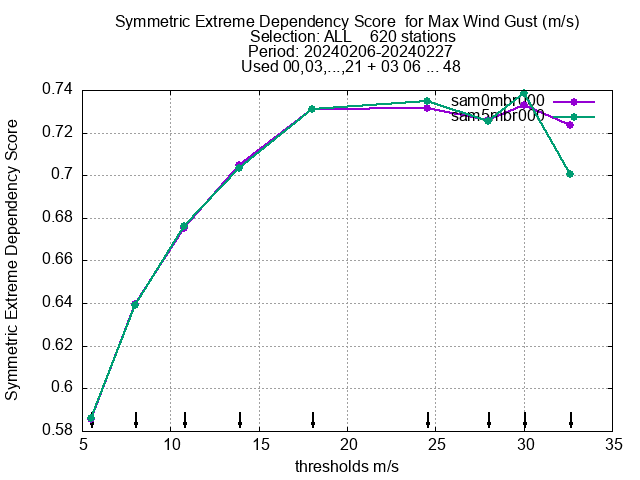 Symmetric Extreme Dependency Score for Max Wind Gust (m/s)
Selection: ALL 620 stations
Period: 20240206-20240227
Used 00,03,...,21 + 03 06 ... 48
sam0mbr000
sam5mbr000
Symmetric Extreme Dependency Score
0.74
0.72
0.7
0.68
0.66
0.64
0.62
0.6
0.58
5 10 15 20 25 30 35
thresholds m/s